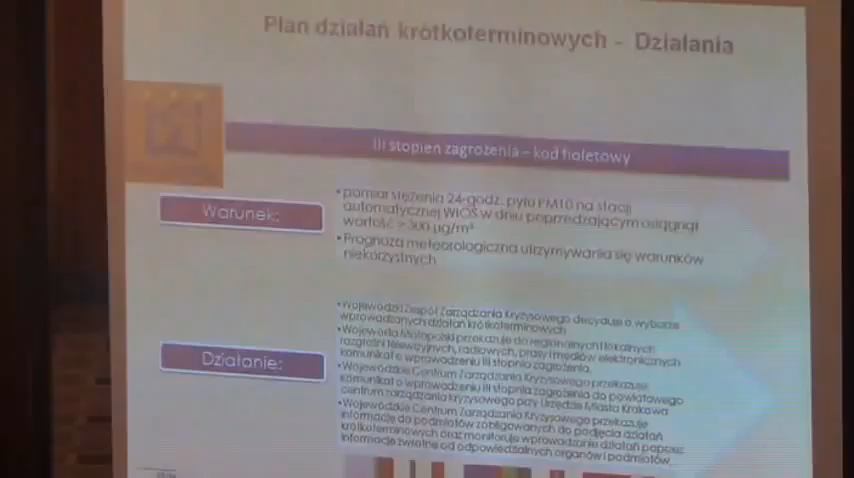 Plan działań krótkoterminowych - Działania
III stopień zagrożenia – kod fioletowy
Warunek:
• pomiar stężenia 24-godz. pyłu PM10 na stacji
automatycznej WIOŚ w dniu poprzedzającym osiągnął
wartość > 300 µg/m³
• Prognoza meteorologiczna utrzymywania się warunków
niekorzystnych
Działanie:
• Wojewódzki Zespół Zarządzania Kryzysowego decyduje o wyborze
wprowadzanych działań krótkoterminowych
• Wojewoda Małopolski przekazuje do regionalnych i lokalnych
rozgłośni telewizyjnych, radiowych, prasy i mediów elektronicznych
komunikat o wprowadzeniu III stopnia zagrożenia.
• Wojewódzkie Centrum Zarządzania Kryzysowego przekazuje
komunikat o wprowadzeniu III stopnia zagrożenia do powiatowego
centrum zarządzania kryzysowego przy Urzędzie Miasta Krakowa
• Wojewódzkie Centrum Zarządzania Kryzysowego przekazuje
informację do podmiotów zobligowanych do podjęcia działań
krótkoterminowych oraz monitoruje wprowadzanie działań poprzez
informacje zwrotne od odpowiedzialnych organów i podmiotów